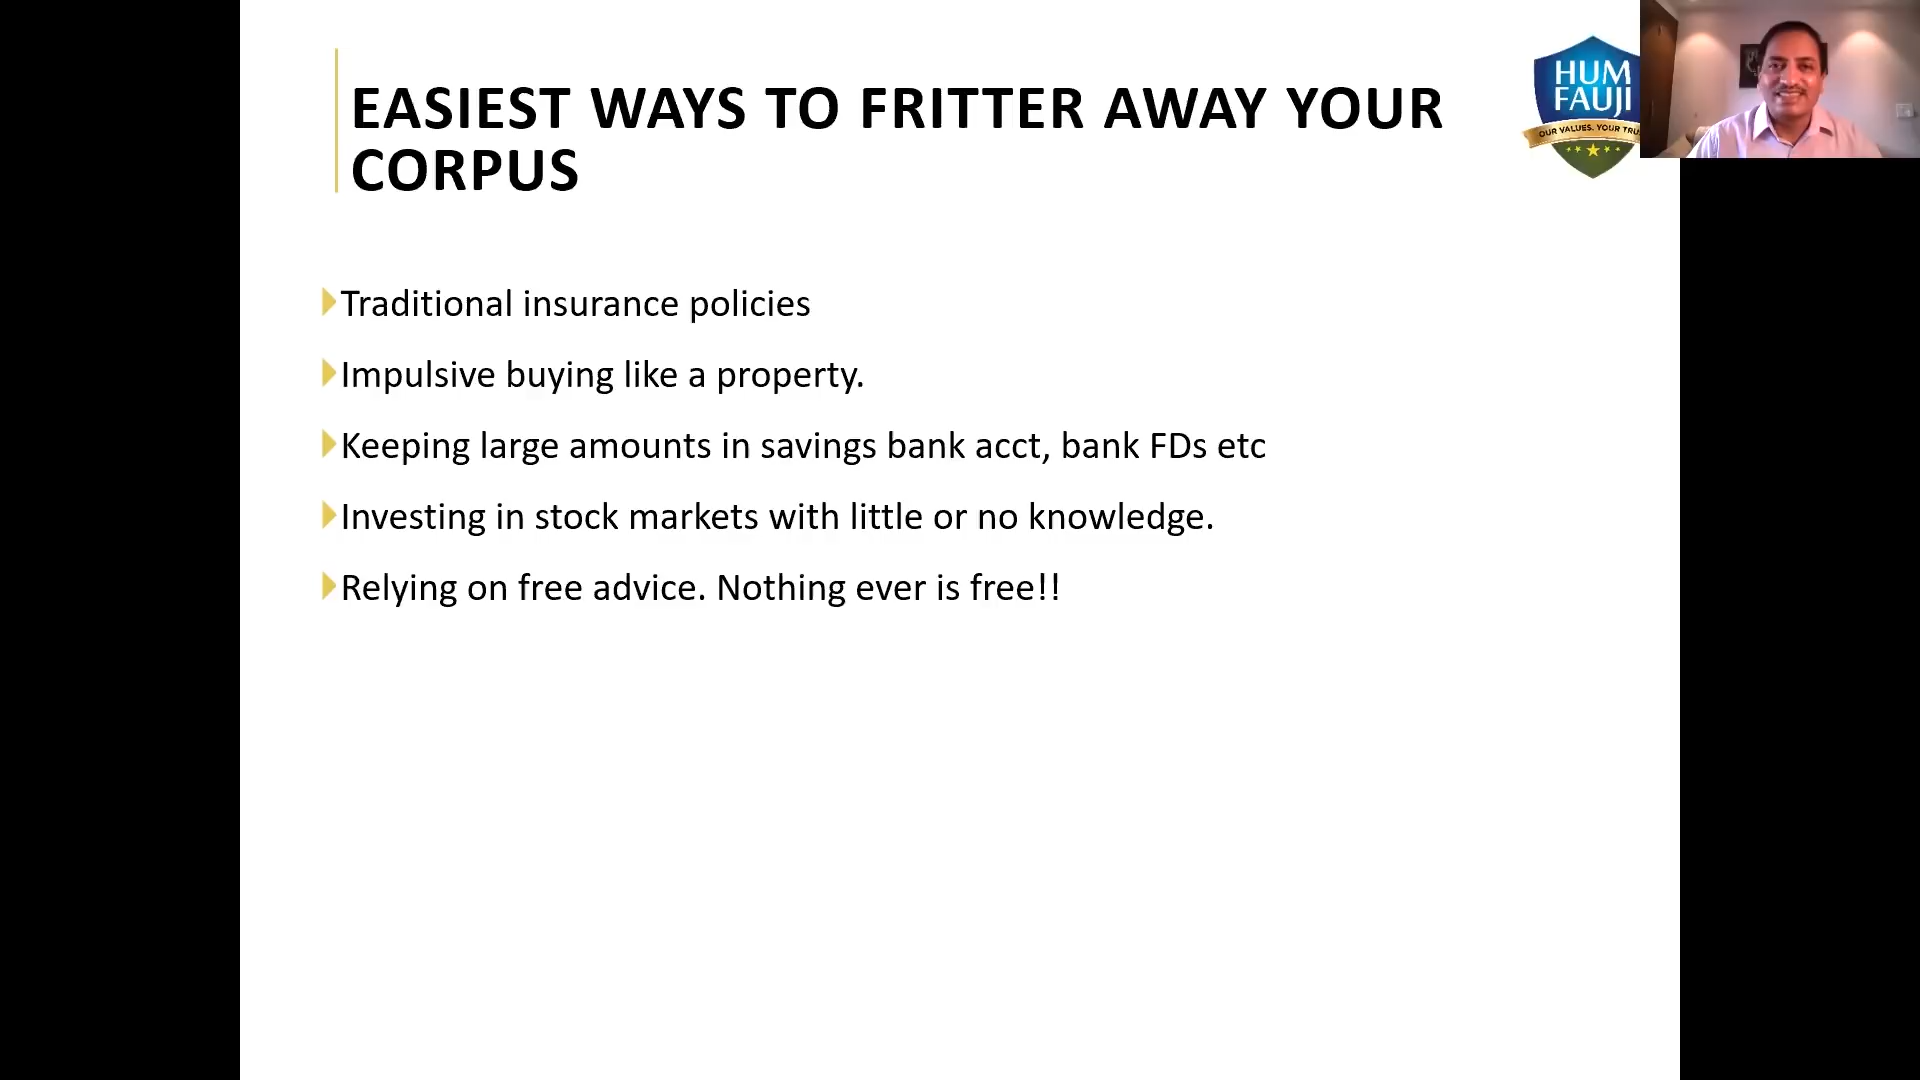 EASIEST WAYS TO FRITTER AWAY YOUR
CORPUS
HUM
FAUJI
OUR VALUES. YOUR
Traditional insurance policies
Impulsive buying like a property.
Keeping large amounts in savings bank acct, bank FDs etc
Investing in stock markets with little or no knowledge.
Relying on free advice. Nothing ever is free!!